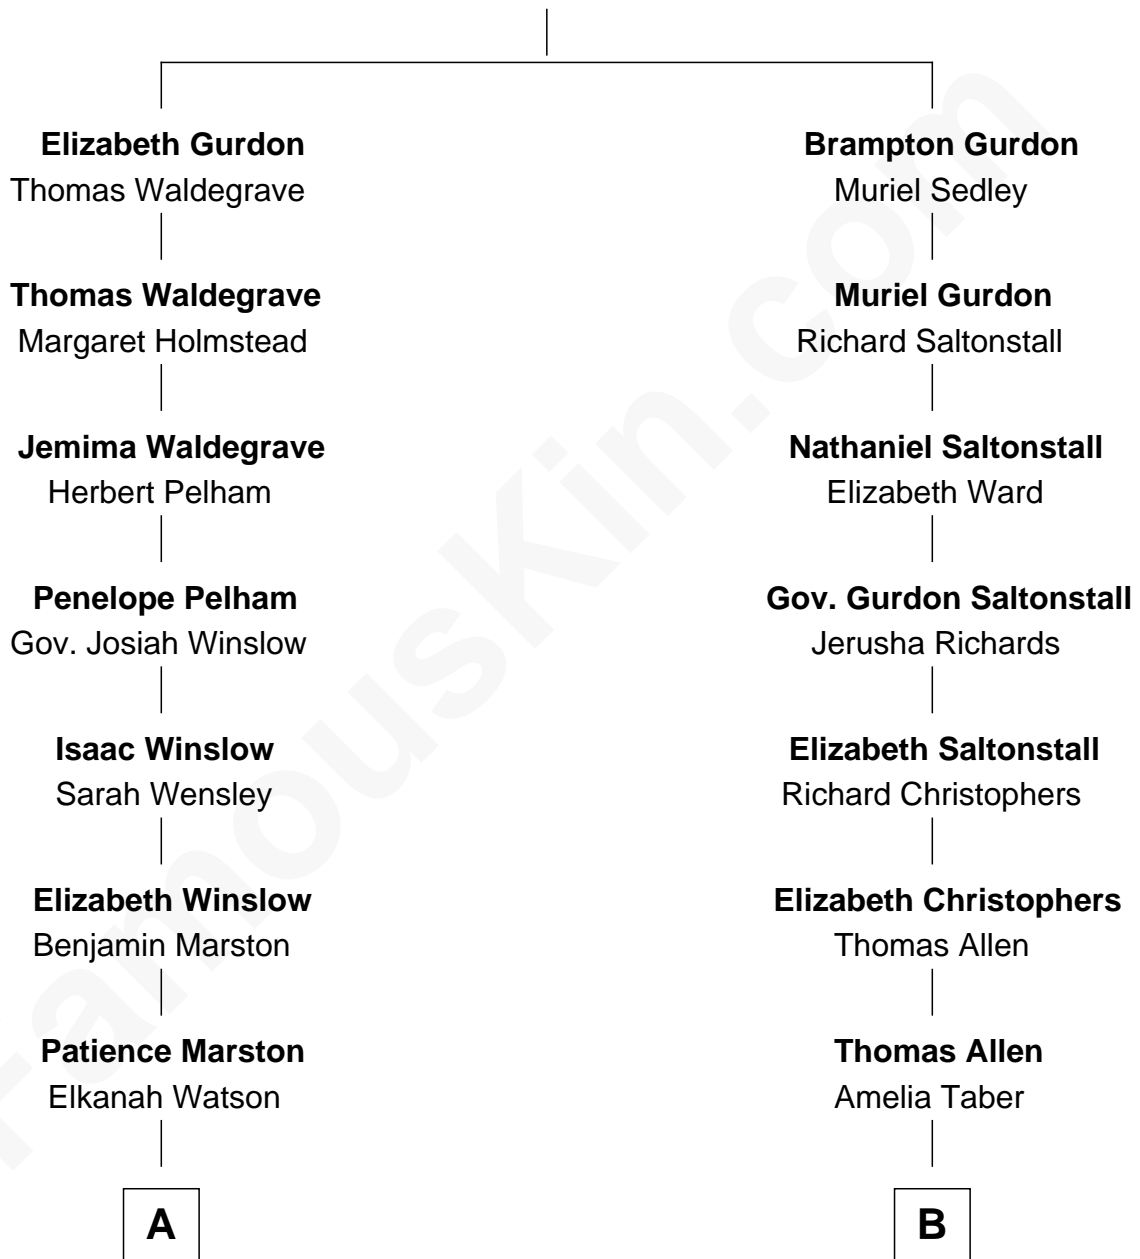 Elizabeth Gurdon
Thomas Waldegrave
Brampton Gurdon
Muriel Sedley
Thomas Waldegrave
Margaret Holmstead
Muriel Gurdon
Richard Saltonstall
Jemima Waldegrave
Herbert Pelham
Nathaniel Saltonstall
Elizabeth Ward
Penelope Pelham
Gov. Josiah Winslow
Gov. Gurdon Saltonstall
Jerusha Richards
Isaac Winslow
Sarah Wensley
Elizabeth Saltonstall
Richard Christophers
Elizabeth Winslow
Benjamin Marston
Elizabeth Christophers
Thomas Allen
Patience Marston
Elkanah Watson
Thomas Allen
Amelia Taber
A
B
FamousKin.com